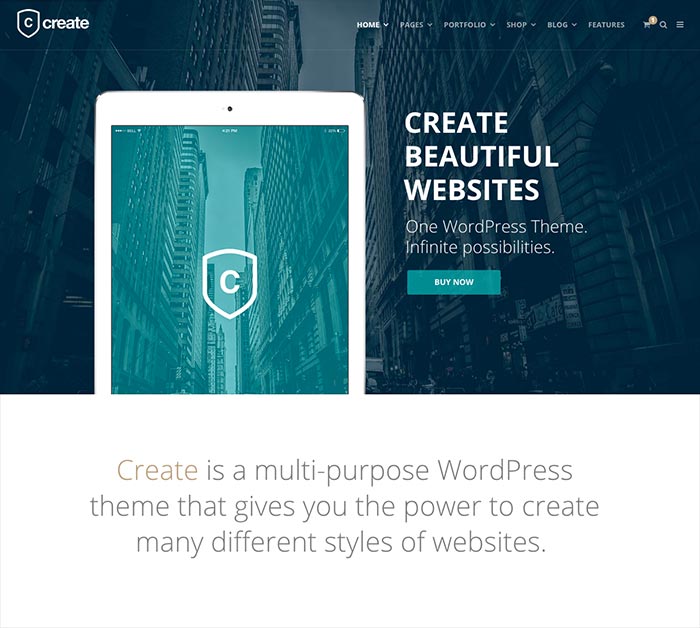 C create
HOME PAGES PORTFOLIO SHOP BLOG FEATURES 1
BELL 4:21 PM
CREATE
BEAUTIFUL
WEBSITES
One WordPress Theme.
Infinite possibilities.
BUY NOW
C
Create is a multi-purpose WordPress
theme that gives you the power to create
many different styles of websites.